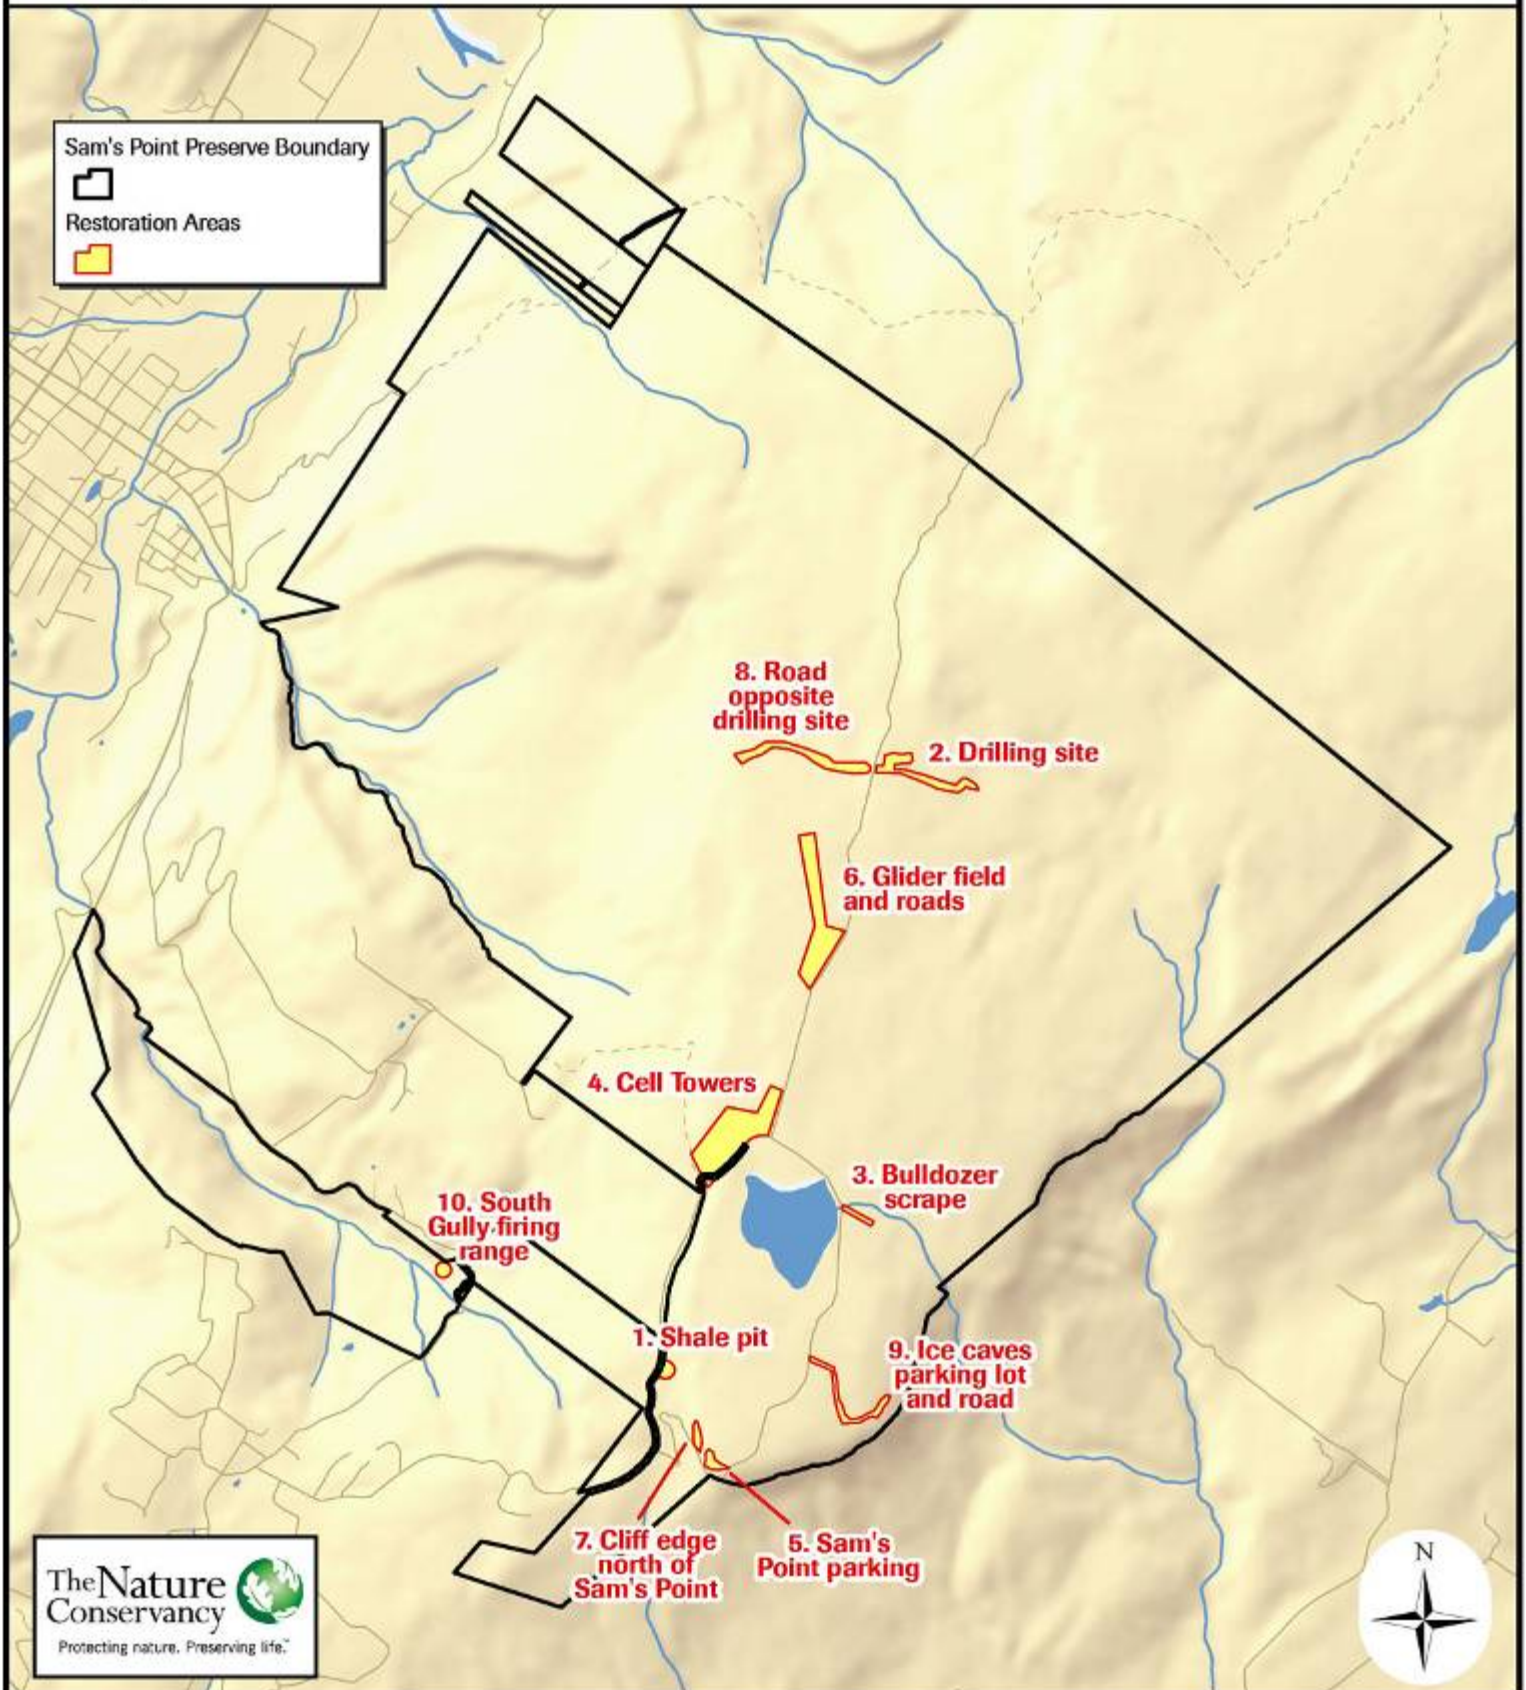 Sam's Point Preserve Boundary
Restoration Areas
8. Road
opposite
drilling site
2. Drilling site
6. Glider field
and roads
4. Cell Towers
3. Bulldozer
scrape
10. South
Gully firing
range
1. Shale pit
9. Ice caves
parking lot
and road
7. Cliff edge
north of
Sam's Point
5. Sam's
Point parking
The Nature
Conservancy
Protecting nature. Preserving life.™
N